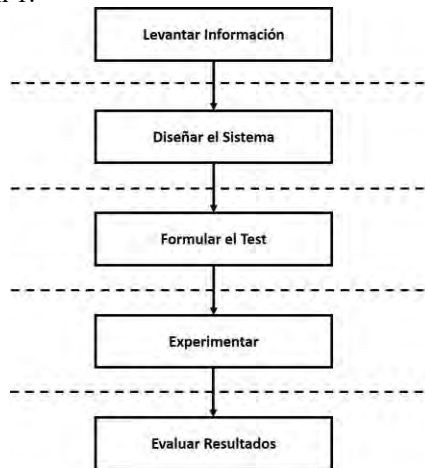 Levantar Información
Diseñar el Sistema
Formular el Test
Experimentar
Evaluar Resultados